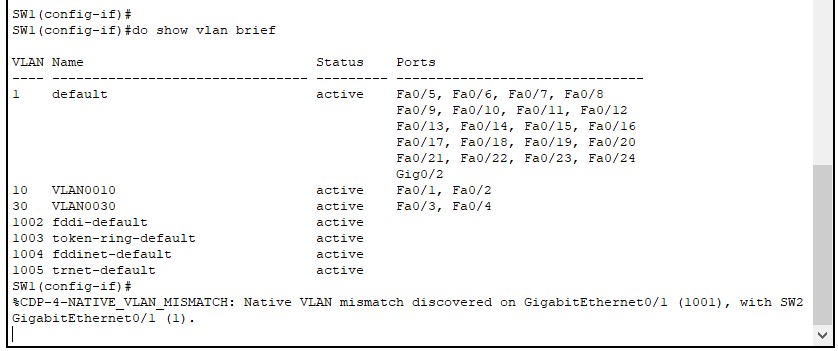 SW1(config-if)#
SW1(config-if)#do show vlan brief
VLAN Name                             Status    Ports
---- -------------------------------- --------- -------------------------------
1    default                          active    Fa0/5, Fa0/6, Fa0/7, Fa0/8
                                                Fa0/9, Fa0/10, Fa0/11, Fa0/12
                                                Fa0/13, Fa0/14, Fa0/15, Fa0/16
                                                Fa0/17, Fa0/18, Fa0/19, Fa0/20
                                                Fa0/21, Fa0/22, Fa0/23, Fa0/24
                                                Gig0/2
10   VLAN0010                         active    Fa0/1, Fa0/2
30   VLAN0030                         active    Fa0/3, Fa0/4
1002 fddi-default                     active
1003 token-ring-default               active
1004 fddinet-default                  active
1005 trnet-default                    active
SW1(config-if)#
%CDP-4-NATIVE_VLAN_MISMATCH: Native VLAN mismatch discovered on GigabitEthernet0/1 (1001), with SW2
GigabitEthernet0/1 (1).